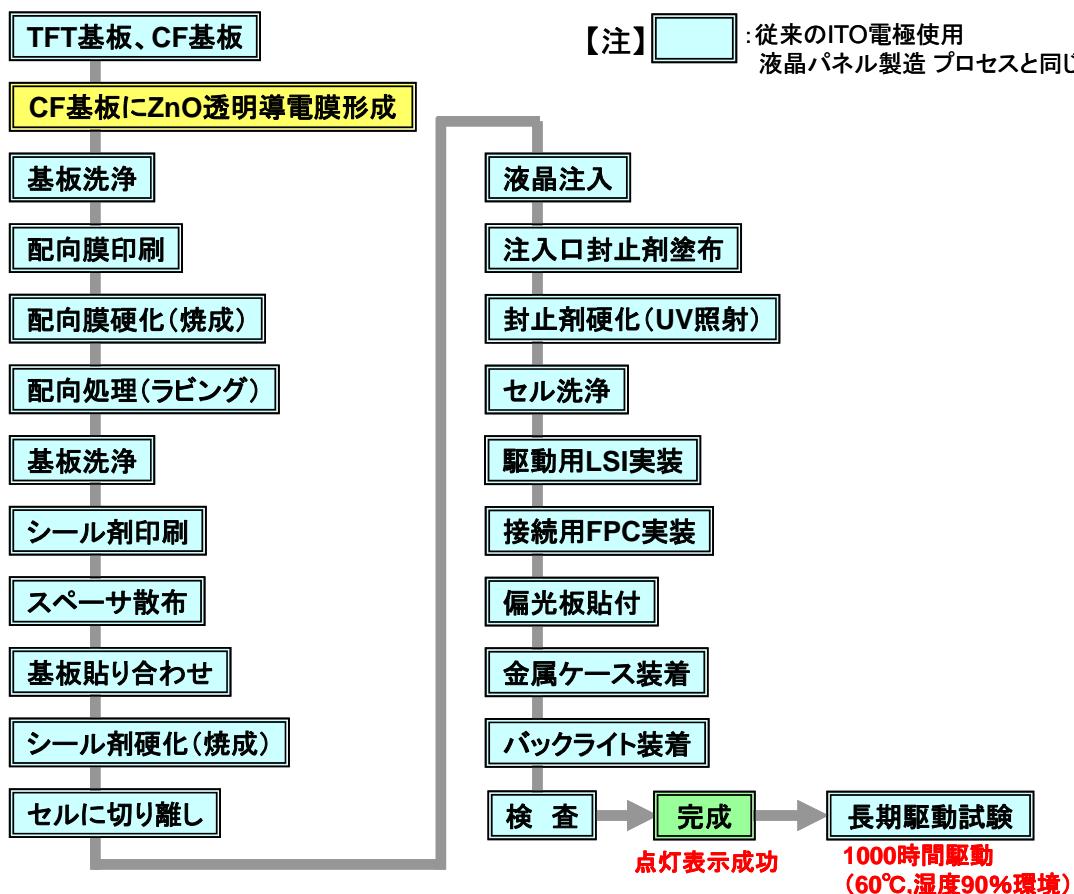 TFT基板、CF基板
CF基板にZnO透明導電膜形成
基板洗浄
配向膜印刷
配向膜硬化（焼成）
配向処理（ラビング）
基板洗浄
シール剤印刷
スペーサ散布
基板貼り合わせ
シール剤硬化（焼成）
セルに切り離し
【注】
：従来のITO電極使用
液晶パネル製造 プロセスと同じ
液晶注入
注入口封止剤塗布
封止剤硬化（UV照射）
セル洗浄
駆動用LSI実装
接続用FPC実装
偏光板貼付
金属ケース装着
バックライト装着
検 査
完成
長期駆動試験
点灯表示成功
1000時間駆動
（60℃,湿度90%環境）